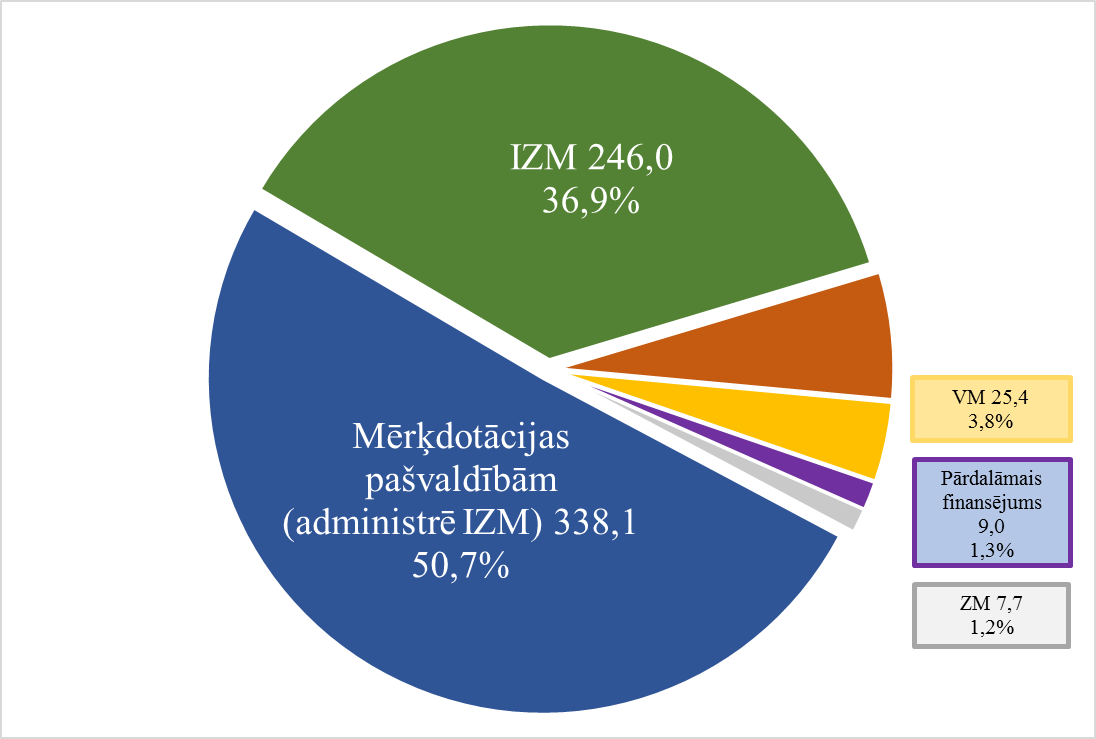 IZM 246,0
36,9%
Mērķdotācijas
pašvaldībām
(administrē IZM) 338,1
50,7%
VM 25,4
3,8%
Pārdalāmais
finansējums
9,0
1,3%
ZM 7,7
1,2%